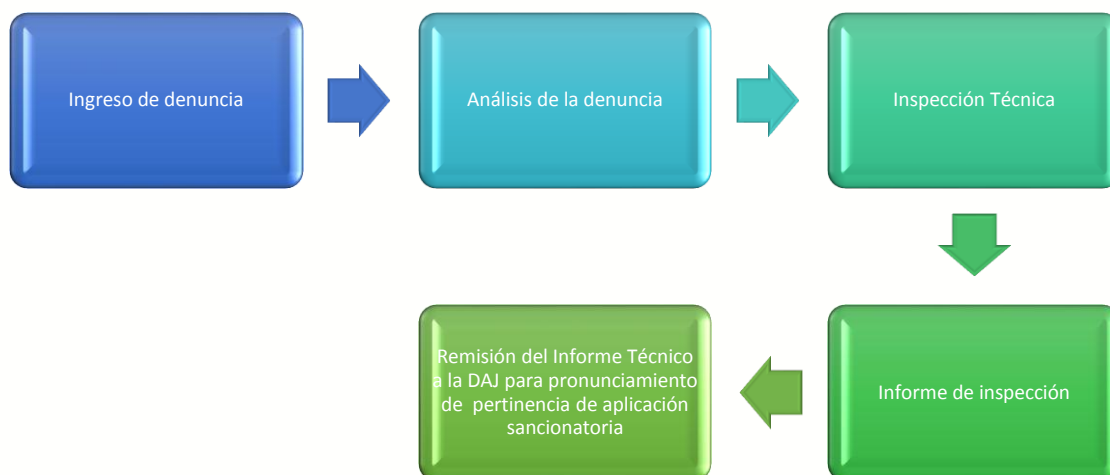 Ingreso de denuncia
Análisis de la denuncia
Inspección Técnica
Informe de inspección
Remisión del Informe Técnico
a la DAJ para pronunciamiento
de pertinencia de aplicación
sancionatoria